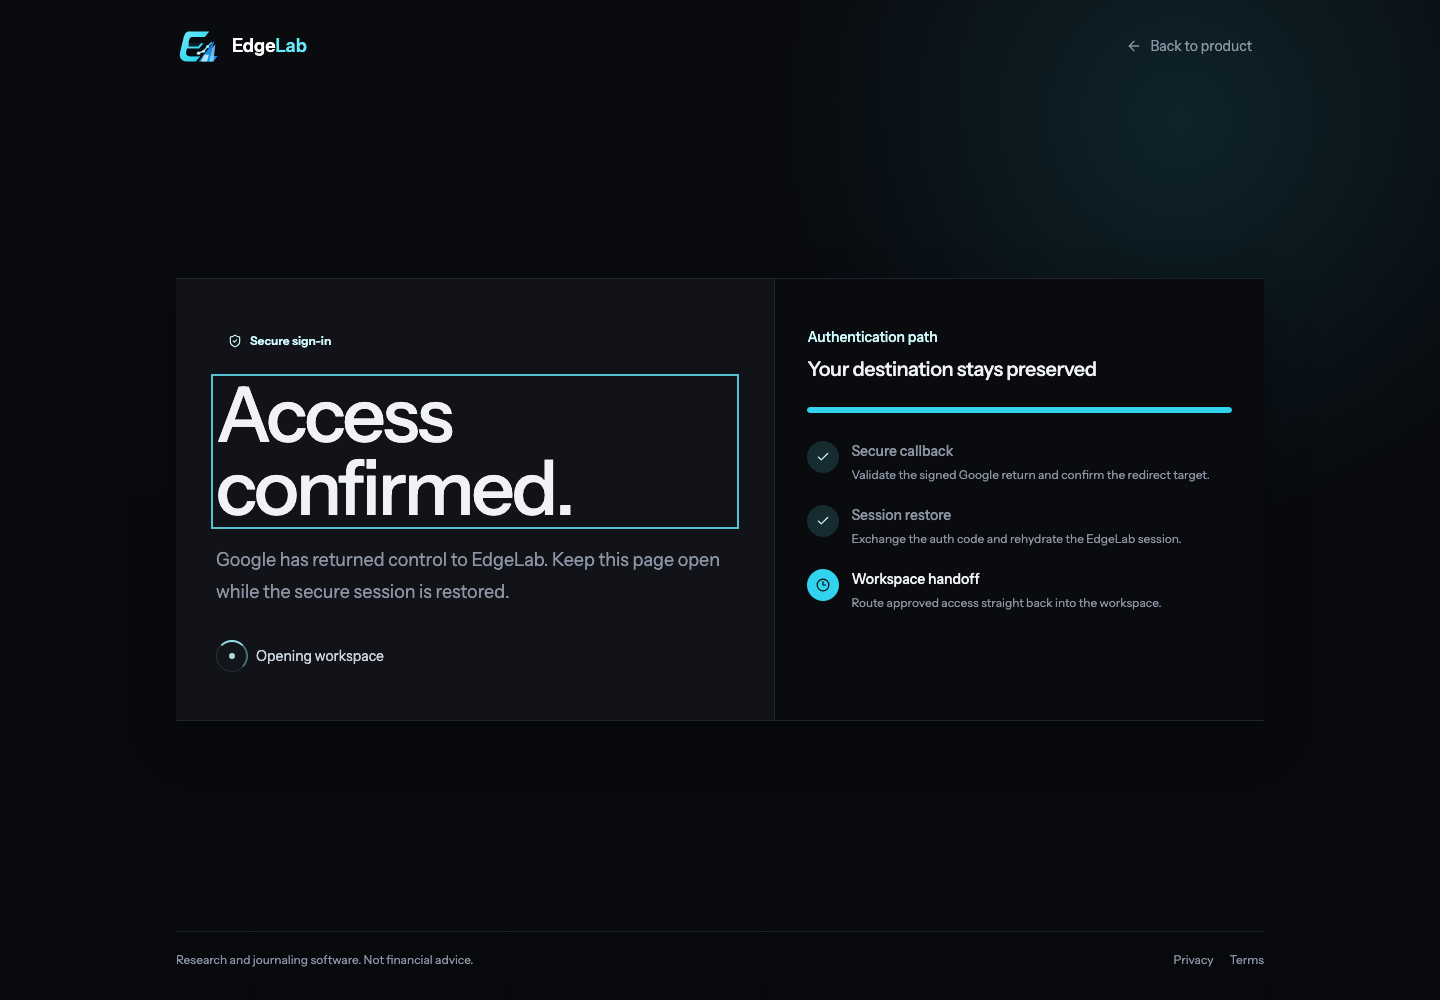 EdgeLab
Back to product
Secure sign-in
Access
confirmed.
Google has returned control to EdgeLab. Keep this page open
while the secure session is restored.
Opening workspace
Authentication path
Your destination stays preserved
Secure callback
Validate the signed Google return and confirm the redirect target.
Session restore
Exchange the auth code and rehydrate the EdgeLab session.
Workspace handoff
Route approved access straight back into the workspace.
Research and journaling software. Not financial advice.
Privacy Terms